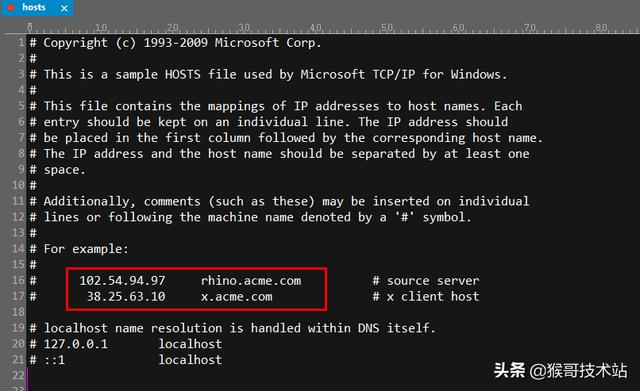 hosts
0 10 20 30 40 50 60 70 80
1 # Copyright (c) 1993-2009 Microsoft Corp.
2 #
3 # This is a sample HOSTS file used by Microsoft TCP/IP for Windows.
4 #
5 # This file contains the mappings of IP addresses to host names. Each
6 # entry should be kept on an individual line. The IP address should
7 # be placed in the first column followed by the corresponding host name.
8 # The IP address and the host name should be separated by at least one
9 # space.
10 #
11 # Additionally, comments (such as these) may be inserted on individual
12 # lines or following the machine name denoted by a '#' symbol.
13 #
14 # For example:
15 #
16 # 102.54.94.97 rhino.acme.com # source server
17 # 38.25.63.10 x.acme.com # x client host
18
19 # localhost name resolution is handled within DNS itself.
20 # 127.0.0.1 localhost
21 # ::1 localhost
22
23
头条 @猴哥技术站